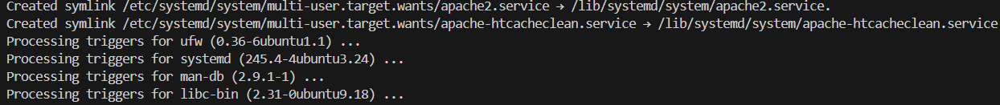 Created symlink /etc/systemd/system/multi-user.target.wants/apache2.service → /lib/systemd/system/apache2.service.
Created symlink /etc/systemd/system/multi-user.target.wants/apache-htcacheclean.service → /lib/systemd/system/apache-htcacheclean.service
Processing triggers for ufw (0.36-6ubuntu1.1) ...
Processing triggers for systemd (245.4-4ubuntu3.24) ...
Processing triggers for man-db (2.9.1-1) ...
Processing triggers for libc-bin (2.31-0ubuntu9.18) ...